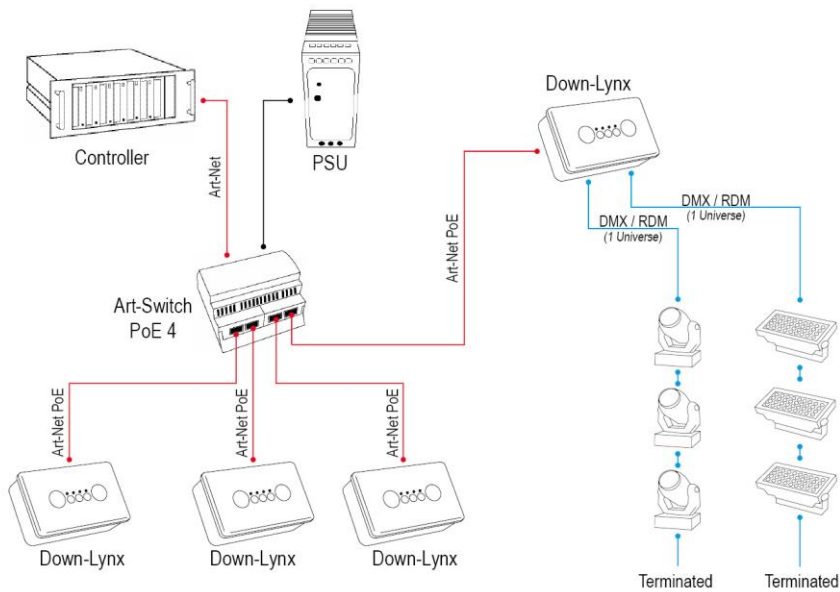 Controller
PSU
Down-Lynx
Art-Net
DMX / RDM
(1 Universe)
DMX / RDM
(1 Universe)
Art-Net PoE
Art-Switch
PoE 4
Art-Net PoE
Art-Net PoE
Art-Net PoE
Down-Lynx
Down-Lynx
Down-Lynx
Terminated
Terminated